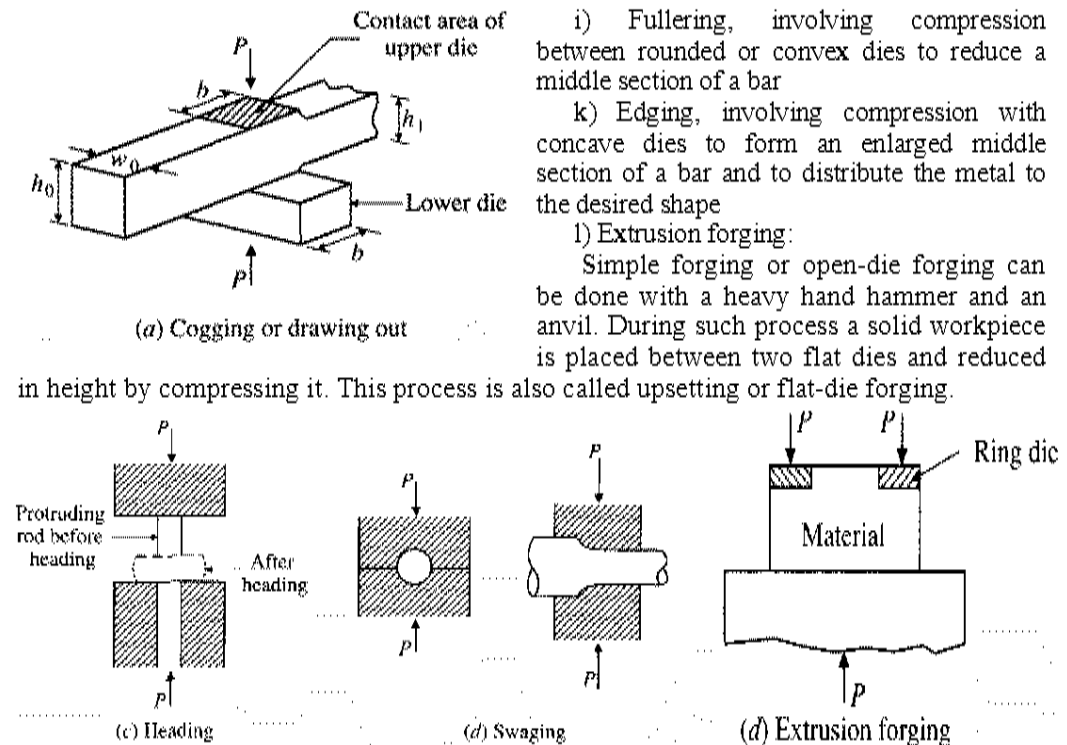 Contact area of
upper die
P
b
h1
w0
h0
Lower die
b
P
(a) Cogging or drawing out
i) Fullering, involving compression
between rounded or convex dies to reduce a
middle section of a bar
k) Edging, involving compression with
concave dies to form an enlarged middle
section of a bar and to distribute the metal to
the desired shape
l) Extrusion forging:
Simple forging or open-die forging can
be done with a heavy hand hammer and an
anvil. During such process a solid workpiece
is placed between two flat dies and reduced
in height by compressing it. This process is also called upsetting or flat-die forging.
P
Protruding
rod before
heading
After
heading
P
(c) Heading
P
P
P
P
(d) Swaging
P P
Ring die
Material
P
(d) Extrusion forging